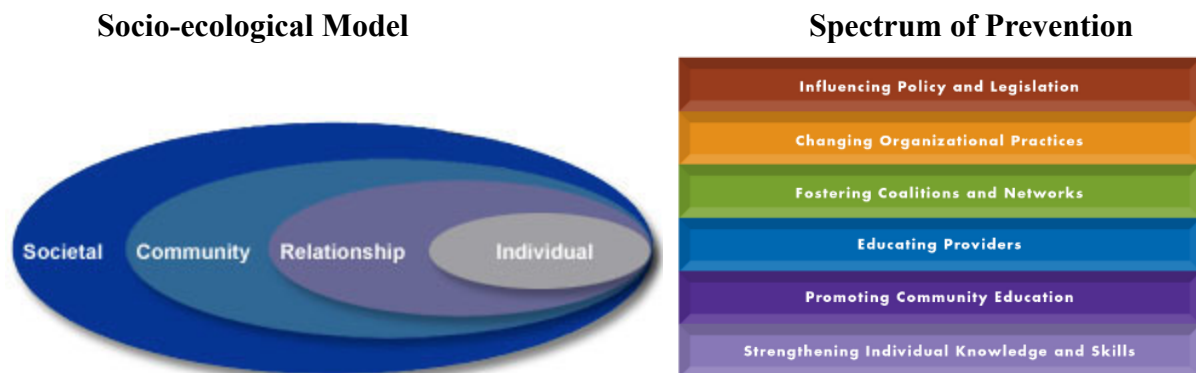 Socio-ecological Model
Societal
Community
Relationship
Individual
Spectrum of Prevention
Influencing Policy and Legislation
Changing Organizational Practices
Fostering Coalitions and Networks
Educating Providers
Promoting Community Education
Strengthening Individual Knowledge and Skills